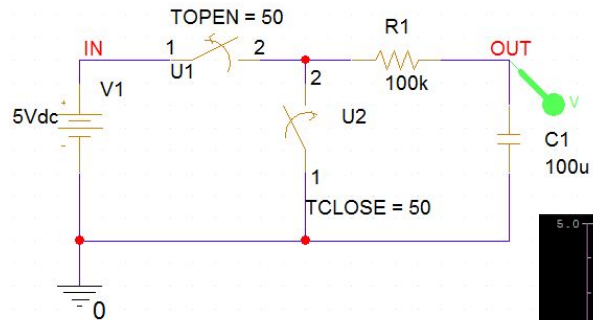 TOPEN = 50
R1
IN
1
2
OUT
U1
V1
100k
2
5Vdc
U2
V
C1
1
100u
TCLOSE = 50
5.0
0